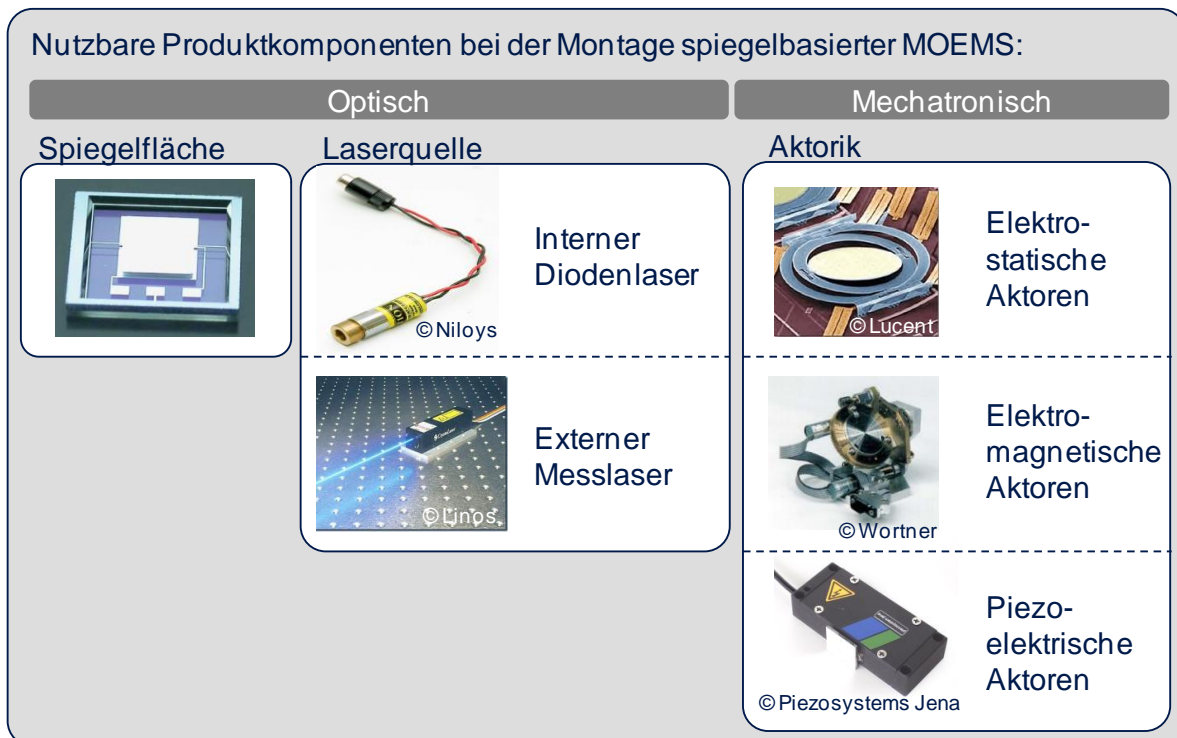 Nutzbare Produktkomponenten bei der Montage spiegelbasierter MOEMS:
Optisch
Mechatronisch
Spiegelfläche
Laserquelle
Aktorik
Interner
Diodenlaser
©Niloys
Externer
Messlaser
©Linos
Elektro-
statische
Aktoren
©Lucent
Elektro-
magnetische
Aktoren
©Wortner
Piezo-
elektrische
Aktoren
©Piezosystems Jena